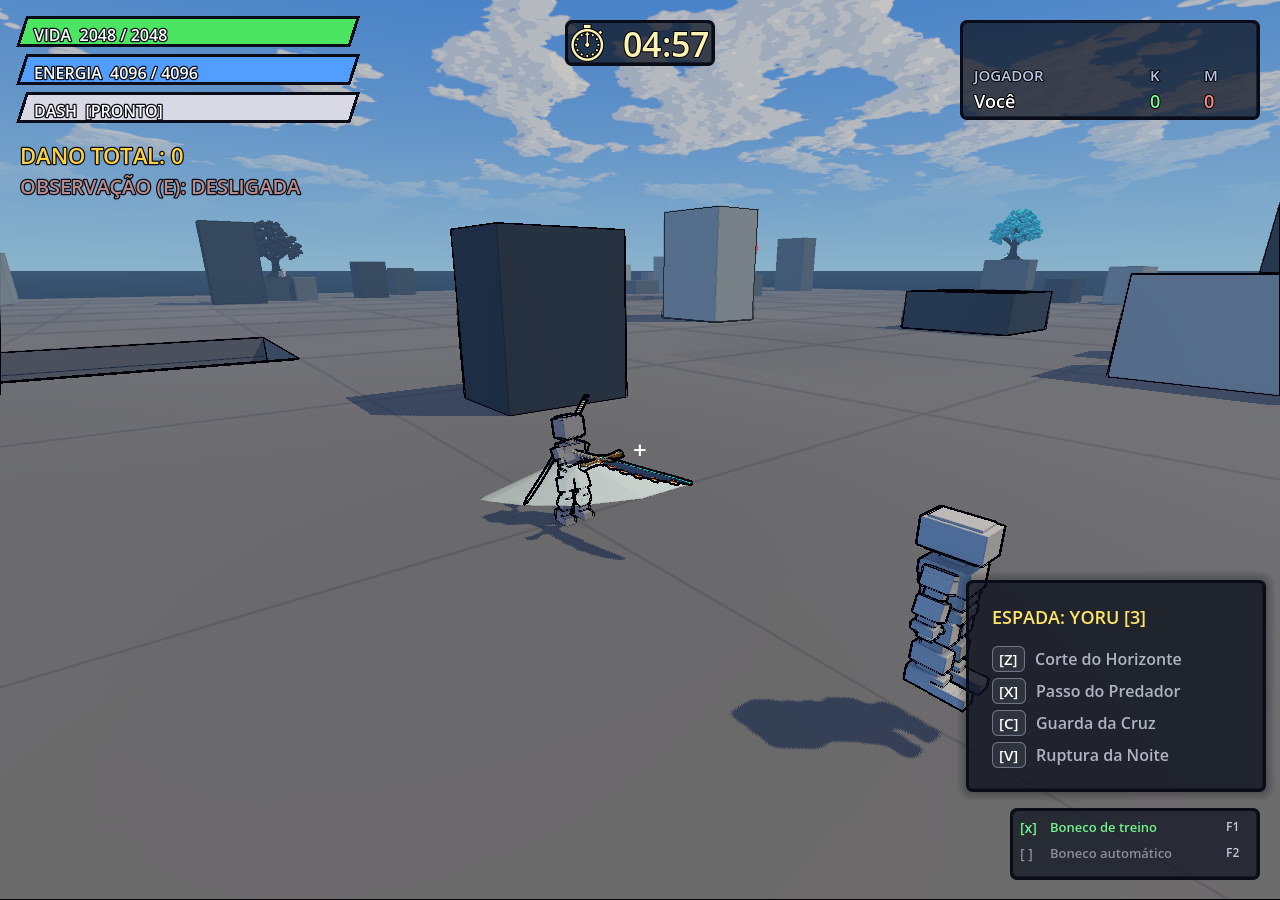 VIDA 2048 / 2048
ENERGIA 4096 / 4096
DASH [PRONTO]
DANO TOTAL: 0
OBSERVAÇÃO (E): DESLIGADA
04:57
JOGADOR K M
Você 0 0
ESPADA: YORU [3]
[Z] Corte do Horizonte
[X] Passo do Predador
[C] Guarda da Cruz
[V] Ruptura da Noite
[x] Boneco de treino F1
[ ] Boneco automático F2